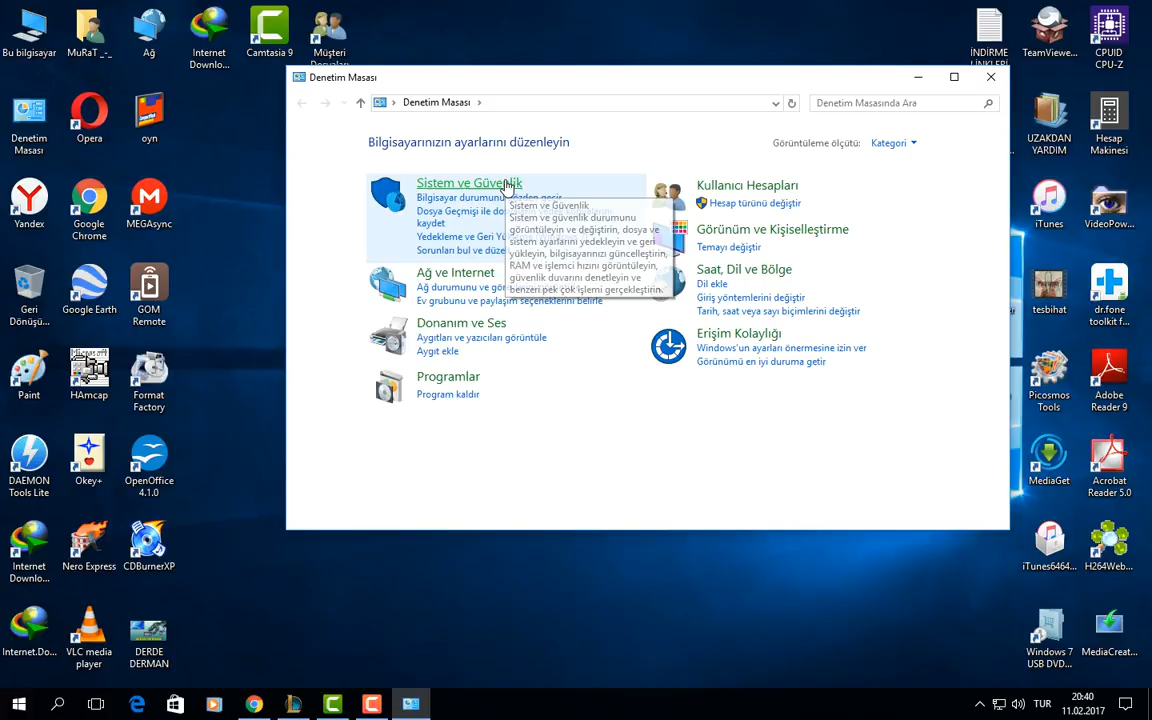 Bu bilgisayar
MuRaT _-_
Ağ
Internet
Downlo...
Camtasia 9
Müşteri
Dosyaları
İNDİRME
LİNKLERİ
TeamViewe...
CPUID
CPU-Z
Denetim
Masası
Opera
oyn
UZAKDAN
YARDIM
Hesap
Makinesi
Yandex
Google
Chrome
MEGAsync
iTunes
VideoPow...
Geri
Dönüşü...
Google Earth
GOM
Remote
tesbihat
dr.fone
toolkit f...
Paint
HAmcap
Format
Factory
Picosmos
Tools
Adobe
Reader 9
DAEMON
Tools Lite
Okey+
OpenOffice
4.1.0
MediaGet
Acrobat
Reader 5.0
Internet
Downlo...
Nero Express
CDBurnerXP
iTunes6464...
H264Web...
Internet.Do...
VLC media
player
DERDE
DERMAN
Windows 7
USB DVD...
MediaCreat...
Denetim Masası
Denetim Masası
Denetim Masasında Ara
Bilgisayarınızın ayarlarını düzenleyin
Görüntüleme ölçütü:
Kategori
Sistem ve Güvenlik
Bilgisayar durumunu gözden geçir
Dosya Geçmişi ile dosyalarınızın yedek kopyalarını
kaydet
Yedekleme ve Geri Yü
Sorunları bul ve düze
Sistem ve Güvenlik
Sistem ve güvenlik durumunu
görüntüleyin ve değiştirin, dosya ve
sistem ayarlarını yedekleyin ve geri
yükleyin, bilgisayarınızı güncelleştirin,
RAM ve işlemci hızını görüntüleyin,
güvenlik duvarını denetleyin ve
benzeri pek çok işlemi gerçekleştirin.
Ağ ve Internet
Ağ durumunu ve gör
Ev grubunu ve paylaşım seçeneklerini belirle
Donanım ve Ses
Aygıtları ve yazıcıları görüntüle
Aygıt ekle
Programlar
Program kaldır
Kullanıcı Hesapları
Hesap türünü değiştir
Görünüm ve Kişiselleştirme
Temayı değiştir
Saat, Dil ve Bölge
Dil ekle
Giriş yöntemlerini değiştir
Tarih, saat veya sayı biçimlerini değiştir
Erişim Kolaylığı
Windows'un ayarları önermesine izin ver
Görünümü en iyi duruma getir
TUR
20:40
11.02.2017